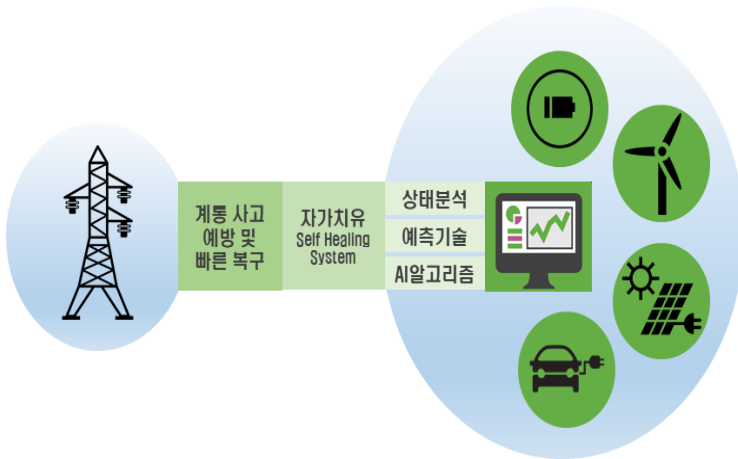 계통 사고
예방 및
빠른 복구
자가치유
Self Healing
System
상태분석
예측기술
AI알고리즘